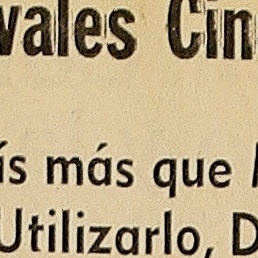 vales Cin
ís más que
Utilizarlo, D